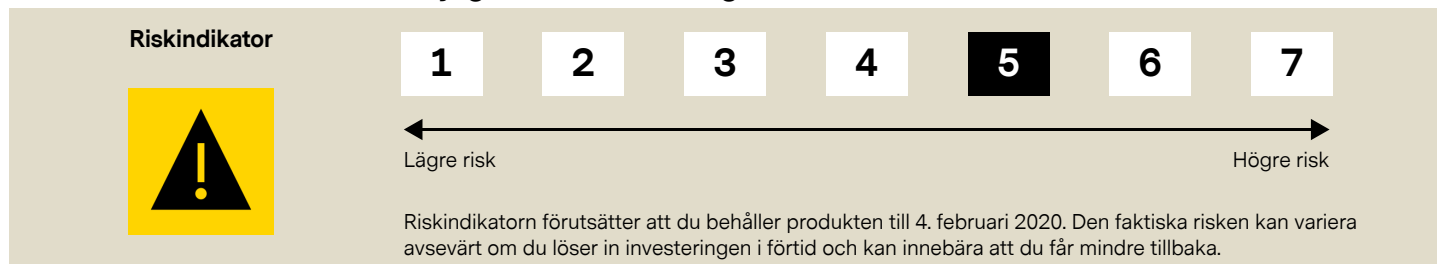 Riskindikator
1 2 3 4 5 6 7
Lägre risk Högre risk
Riskindikatorn förutsätter att du behåller produkten till 4. februari 2020. Den faktiska risken kan variera
avsevärt om du löser in investeringen i förtid och kan innebära att du får mindre tillbaka.